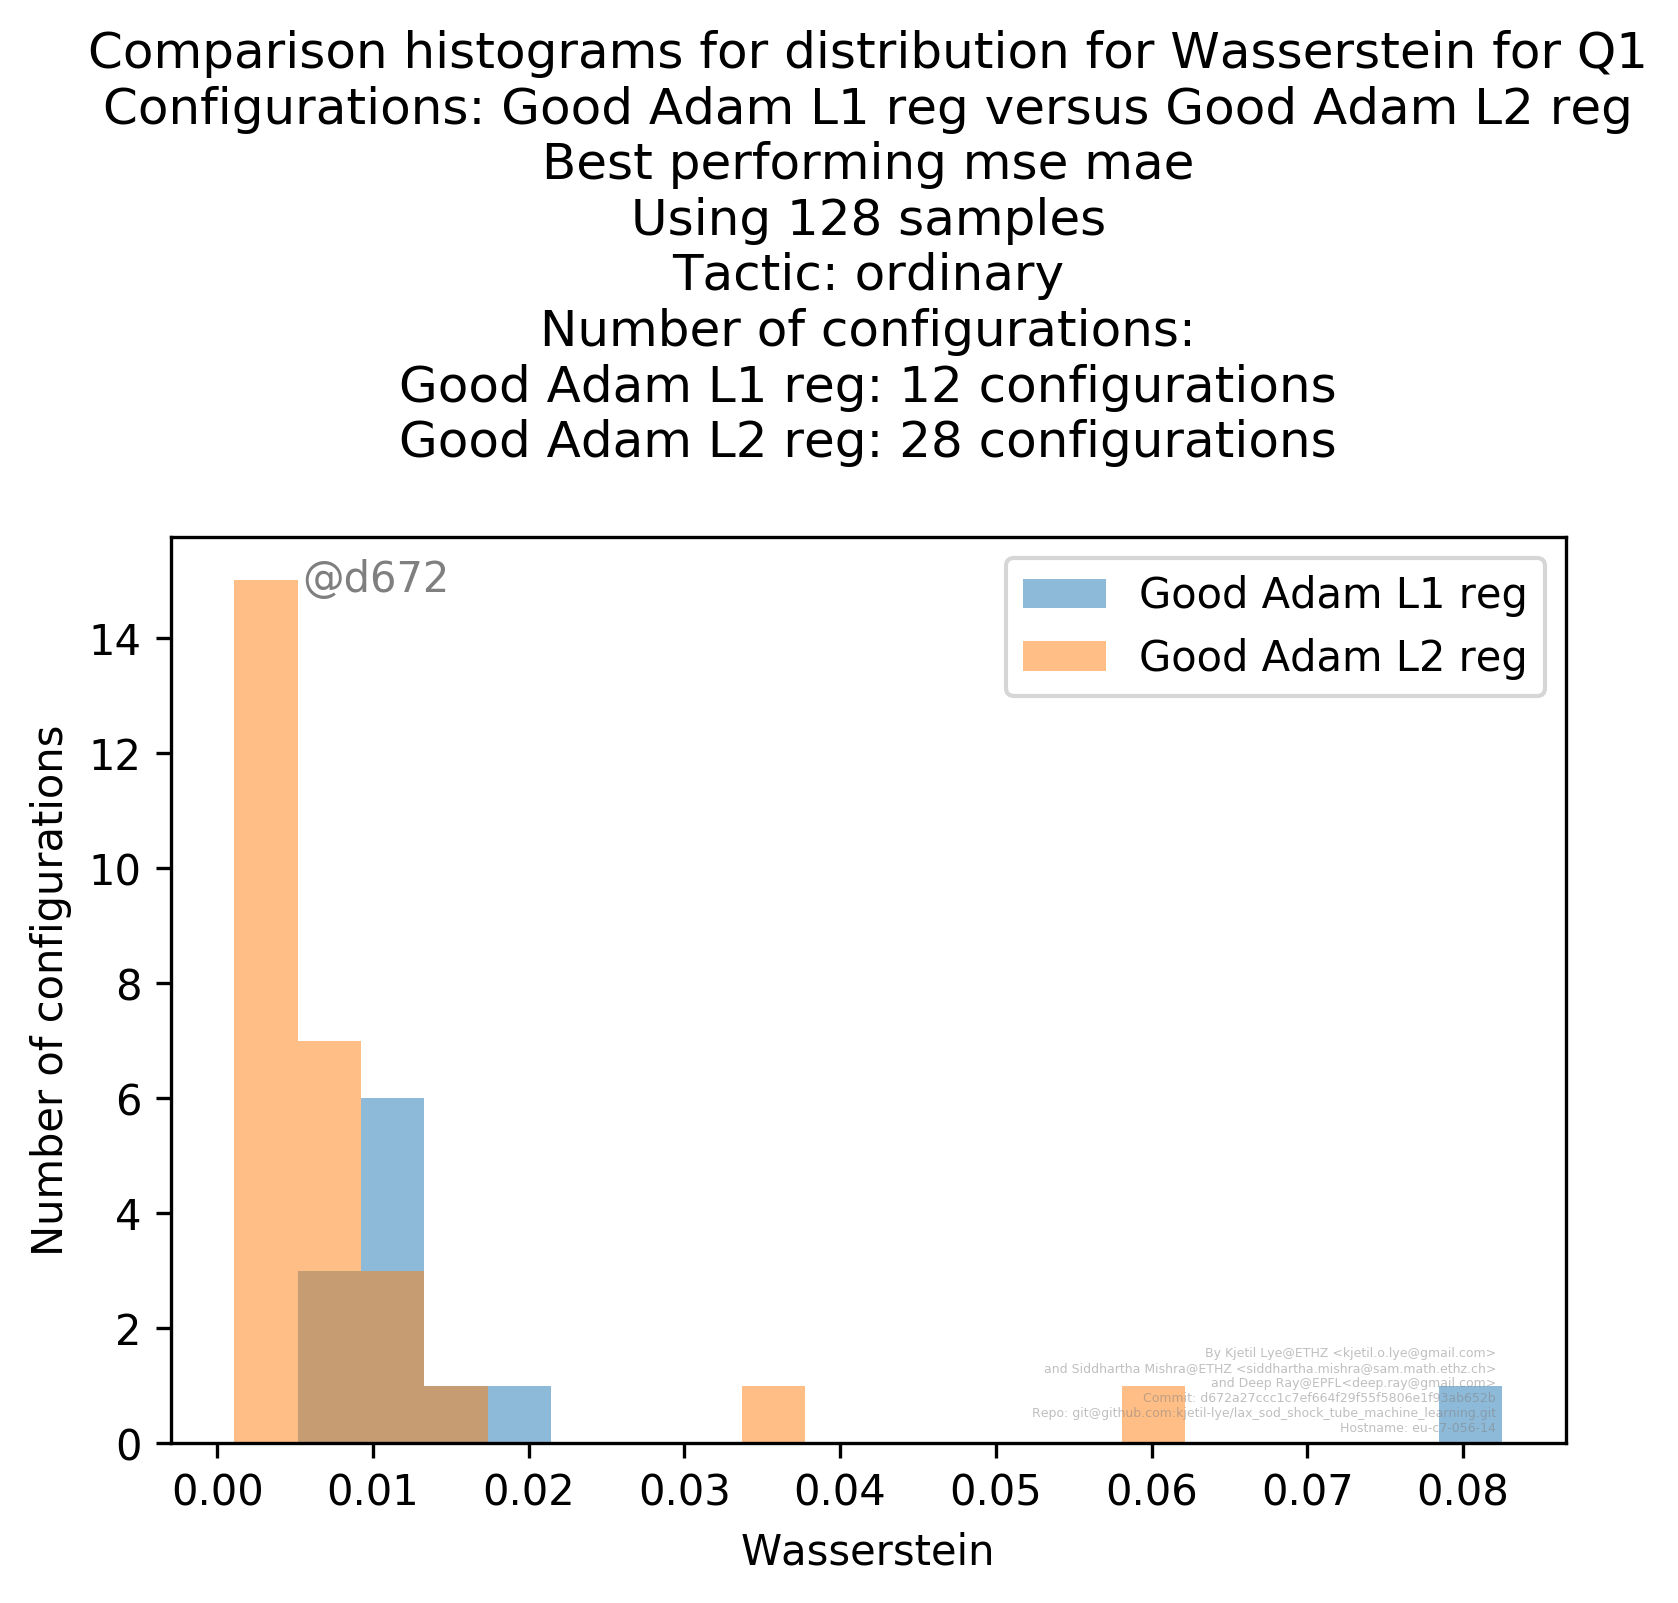 Comparison histograms for distribution for Wasserstein for Q1
Configurations: Good Adam L1 reg versus Good Adam L2 reg
Best performing mse mae
Using 128 samples
Tactic: ordinary
Number of configurations:
Good Adam L1 reg: 12 configurations
Good Adam L2 reg: 28 configurations
@d672
Good Adam L1 reg
Good Adam L2 reg
14
12
10
8
6
4
2
0
Number of configurations
By Kjetil Lye@ETHZ <kjetil.o.lye@gmail.com>
and Siddhartha Mishra@ETHZ <siddhartha.mishra@sam.math.ethz.ch>
and Deep Ray@EPFL<deep.ray@gmail.com>
Commit: d672a27ccc1c7ef664f29f55f5806e1f93ab652b
Repo: git@github.com:kjetil-lye/lax_sod_shock_tube_machine_learning.git
Hostname: eu-c7-056-14
0.00 0.01 0.02 0.03 0.04 0.05 0.06 0.07 0.08
Wasserstein